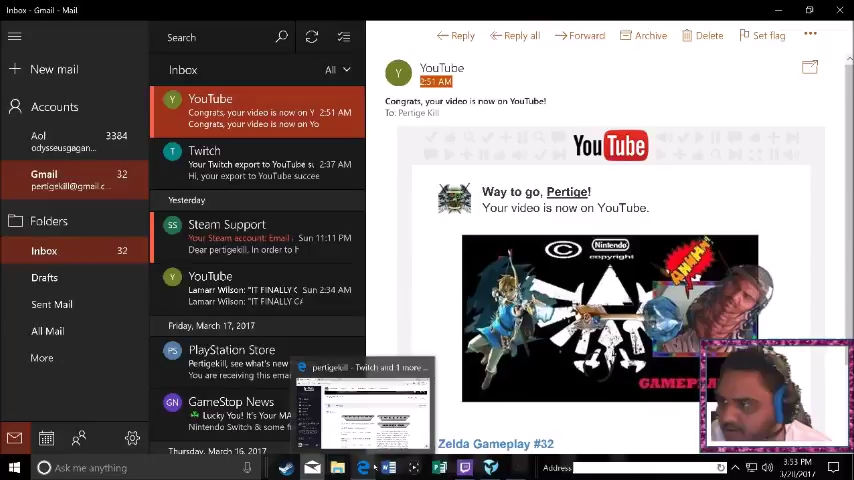 Inbox - Gmail - Mail
New mail
Accounts
Aol 3384
odysseusgagan...
Gmail 32
pertigekill@gmail.c...
Folders
Inbox 32
Drafts
Sent Mail
All Mail
More
Search
Inbox All
YouTube
Congrats, your video is now on Y 2:51 AM
Congrats, your video is now on Yo
Twitch
Your Twitch export to YouTube su 2:37 AM
Hi, your export to YouTube succee
Yesterday
Steam Support
Your Steam account: Email Sun 11:11 PM
Dear pertigekill, In order to
YouTube
Lamarr Wilson: "IT FINALLY Sun 2:34 AM
Lamarr Wilson: "IT FINALLY
Friday, March 17, 2017
PS PlayStation Store
Pertigekill, see what's new
You are receiving this ema
GN GameStop News
Lucky You! It's Your
Nintendo Switch & some
Thursday, March 16, 2017
pertigekill - Twitch and 1 more ...
Reply Reply all Forward Archive Delete Set flag ...
Y YouTube
2:51 AM
Congrats, your video is now on YouTube!
To: Pertige Kill
YouTube
Way to go, Pertige!
Your video is now on YouTube.
© Nintendo
copyright
GAMEPLA
Zelda Gameplay #32
Ask me anything
Address
3:53 PM
3/20/2017